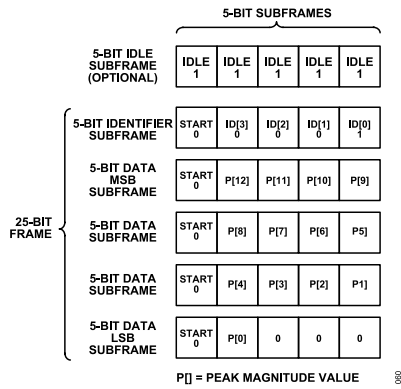 5-BIT SUBFRAMES
5-BIT IDLE
SUBFRAME
(OPTIONAL)
IDLE IDLE IDLE IDLE IDLE
1 1 1 1 1
25-BIT
FRAME
5-BIT IDENTIFIER
SUBFRAME
START ID[3] ID[2] ID[1] ID[0]
0 0 0 0 1
5-BIT DATA
MSB
SUBFRAME
START
0
P[12] P[11] P[10] P[9]
5-BIT DATA
SUBFRAME
START
0
P[8] P[7] P[6] P5]
5-BIT DATA
SUBFRAME
START
0
P[4] P[3] P[2] P1]
5-BIT DATA
LSB
SUBFRAME
START
0
P[0] 0 0 0
P[] = PEAK MAGNITUDE VALUE
060